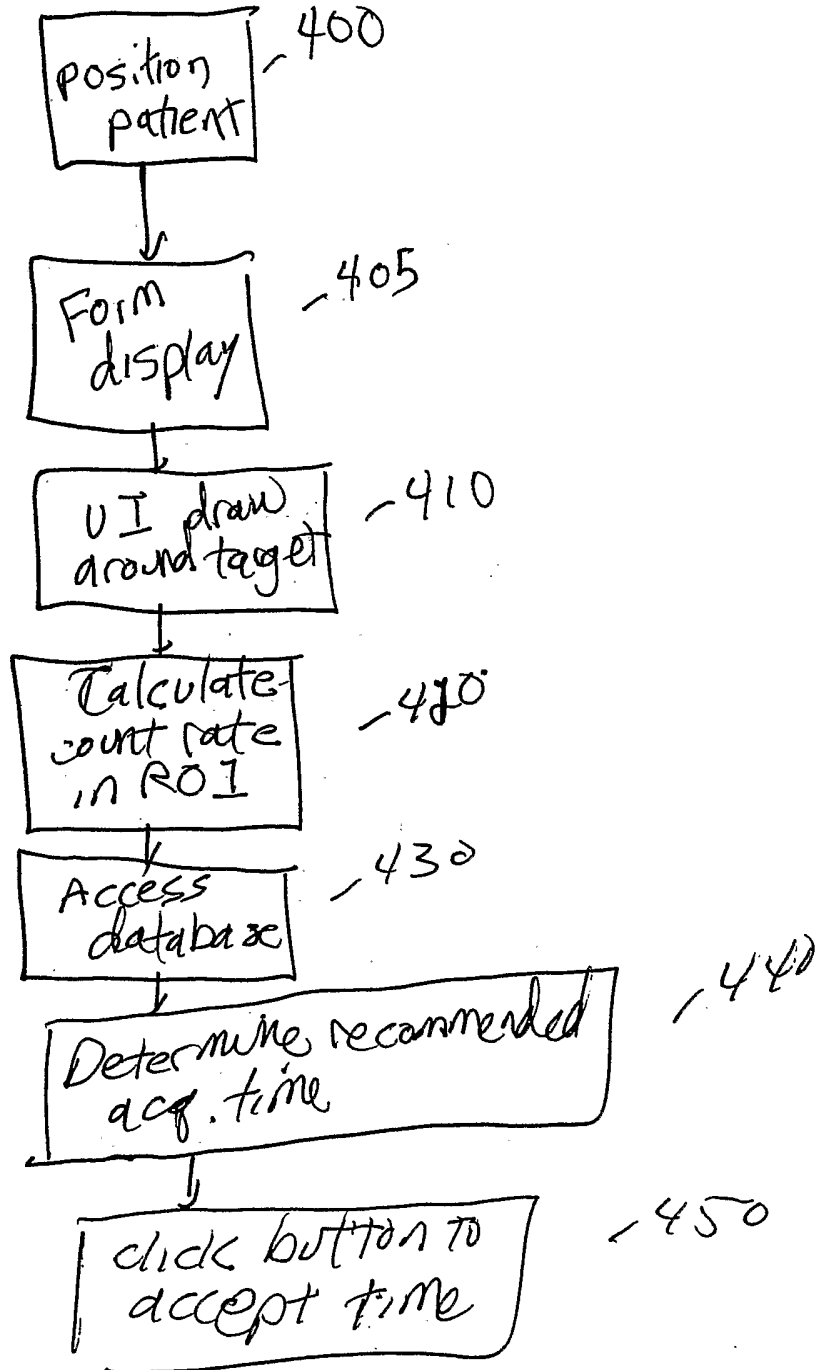 position
patient
400
Form
display
405
UI draw
around target
410
Calculate
count rate
in ROI
420
Access
database
430
Determine recommended
acq. time
440
click button to
accept time
450